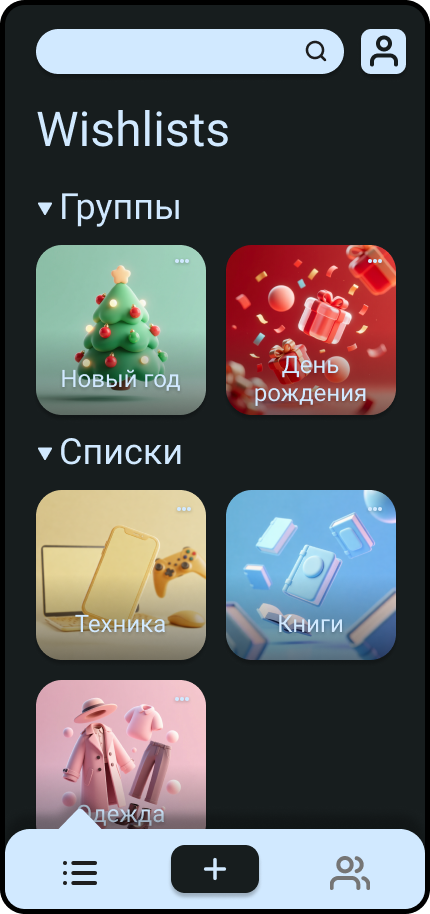 Wishlists
Группы
Новый год
День
рождения
Списки
Техника
Книги
Одежда